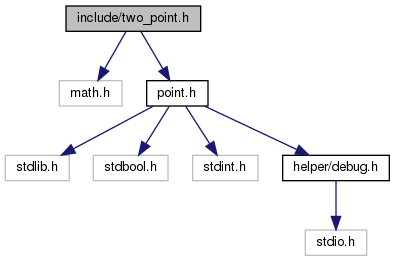 include/two_point.h
math.h
point.h
stdlib.h
stdbool.h
stdint.h
helper/debug.h
stdio.h